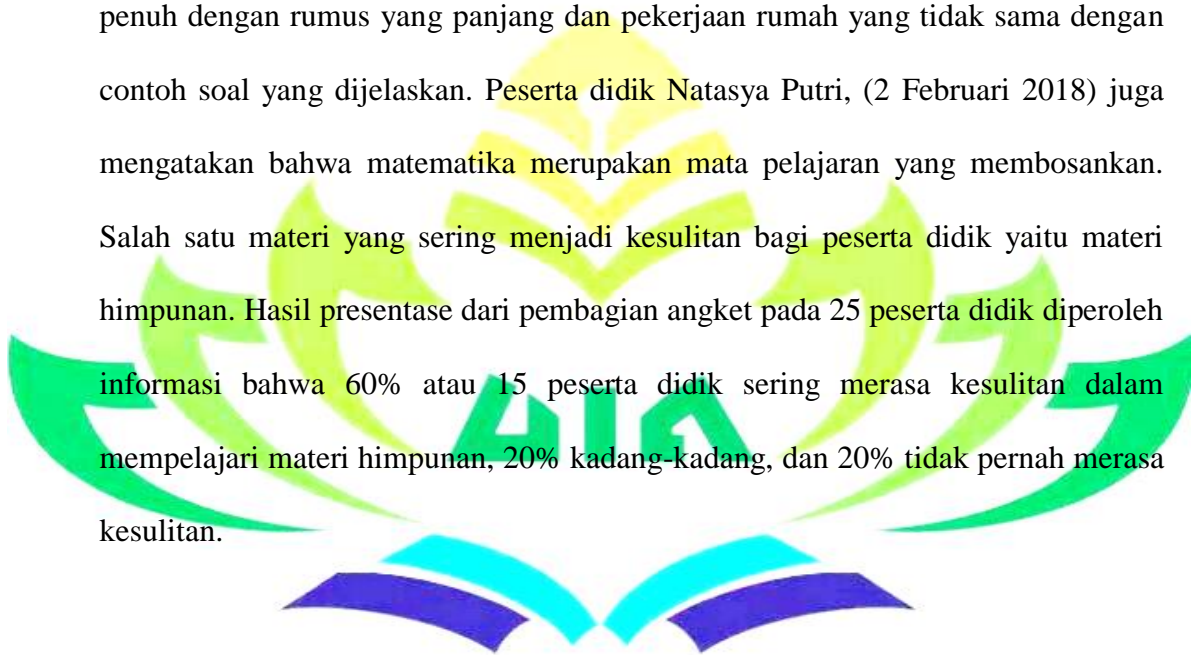 penuh dengan rumus yang panjang dan pekerjaan rumah yang tidak sama dengan
contoh soal yang dijelaskan. Peserta didik Natasya Putri, (2 Februari 2018) juga
mengatakan bahwa matematika merupakan mata pelajaran yang membosankan.
Salah satu materi yang sering menjadi kesulitan bagi peserta didik yaitu materi
himpunan. Hasil presentase dari pembagian angket pada 25 peserta didik diperoleh
informasi bahwa 60% atau 15 peserta didik sering merasa kesulitan dalam
mempelajari materi himpunan, 20% kadang-kadang, dan 20% tidak pernah merasa
kesulitan.